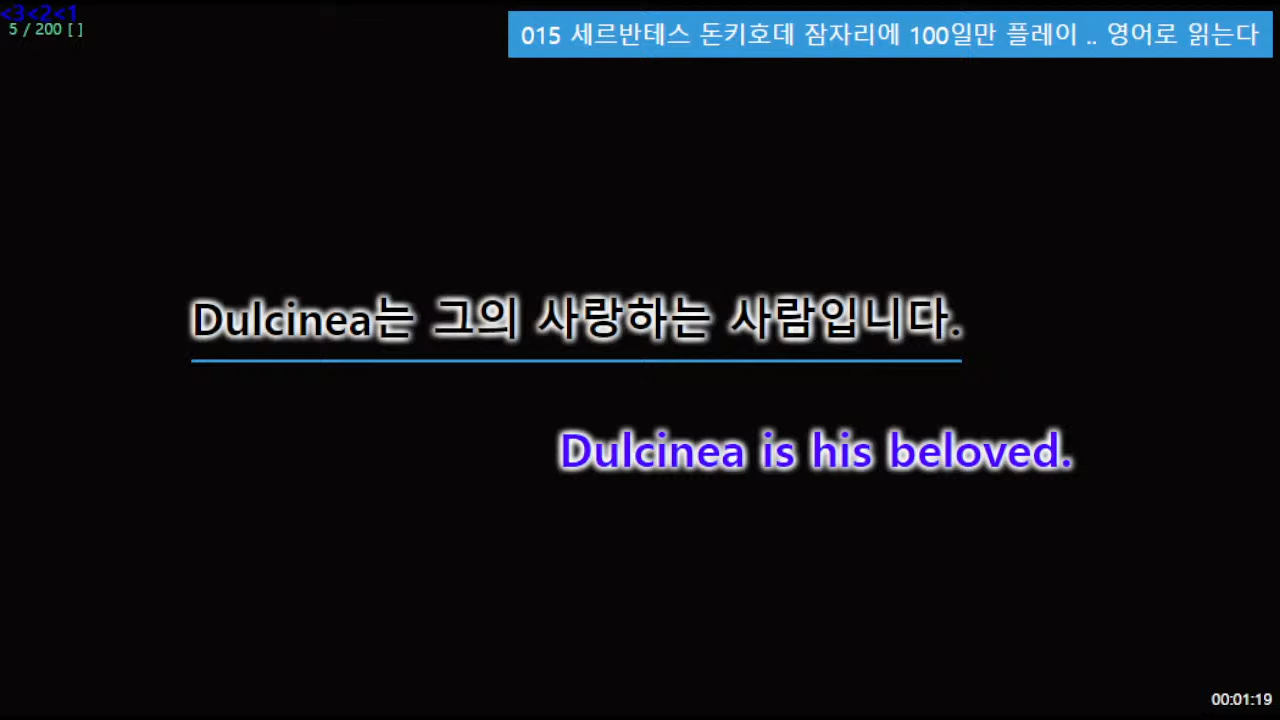 <3<2<1
5 / 200 [ ]
015 세르반테스 돈키호데 잠자리에 100일만 플레이 .. 영어로 읽는다
Dulcinea는 그의 사랑하는 사람입니다.
Dulcinea is his beloved.
00:01:19